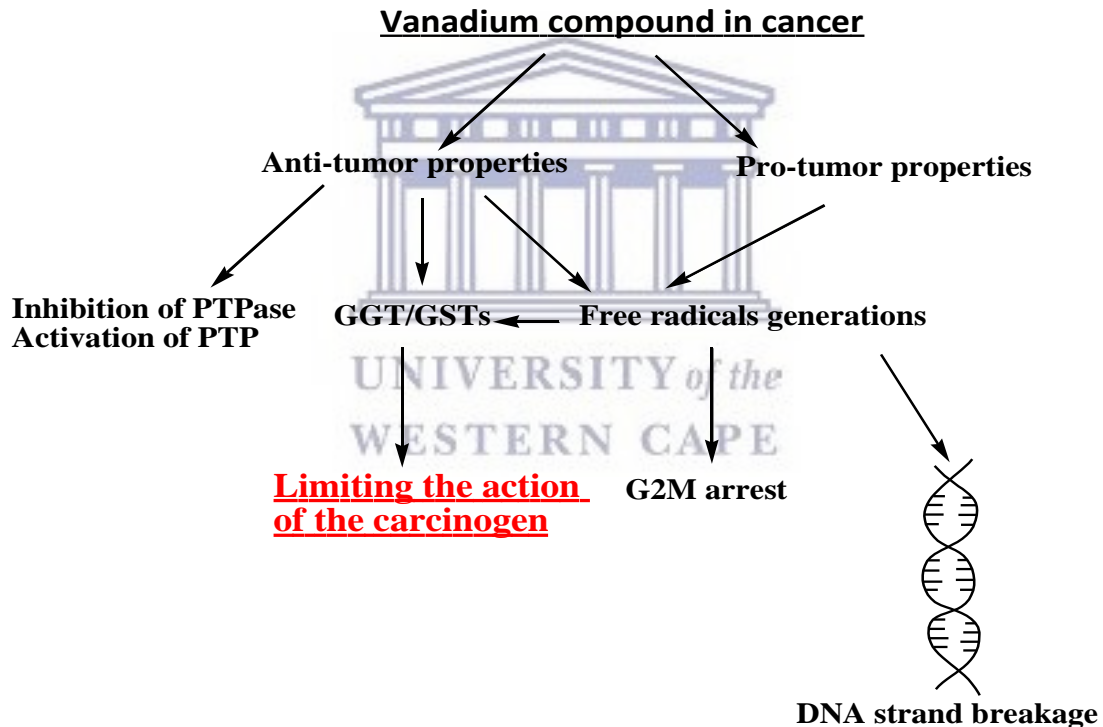 Vanadium compound in cancer
Anti-tumor properties
Pro-tumor properties
Inhibition of PTPase
Activation of PTP
GGT/GSTs
Free radicals generations
UNIVERSITY of the
WESTERN CAPE
Limiting the action
of the carcinogen
G2M arrest
DNA strand breakage